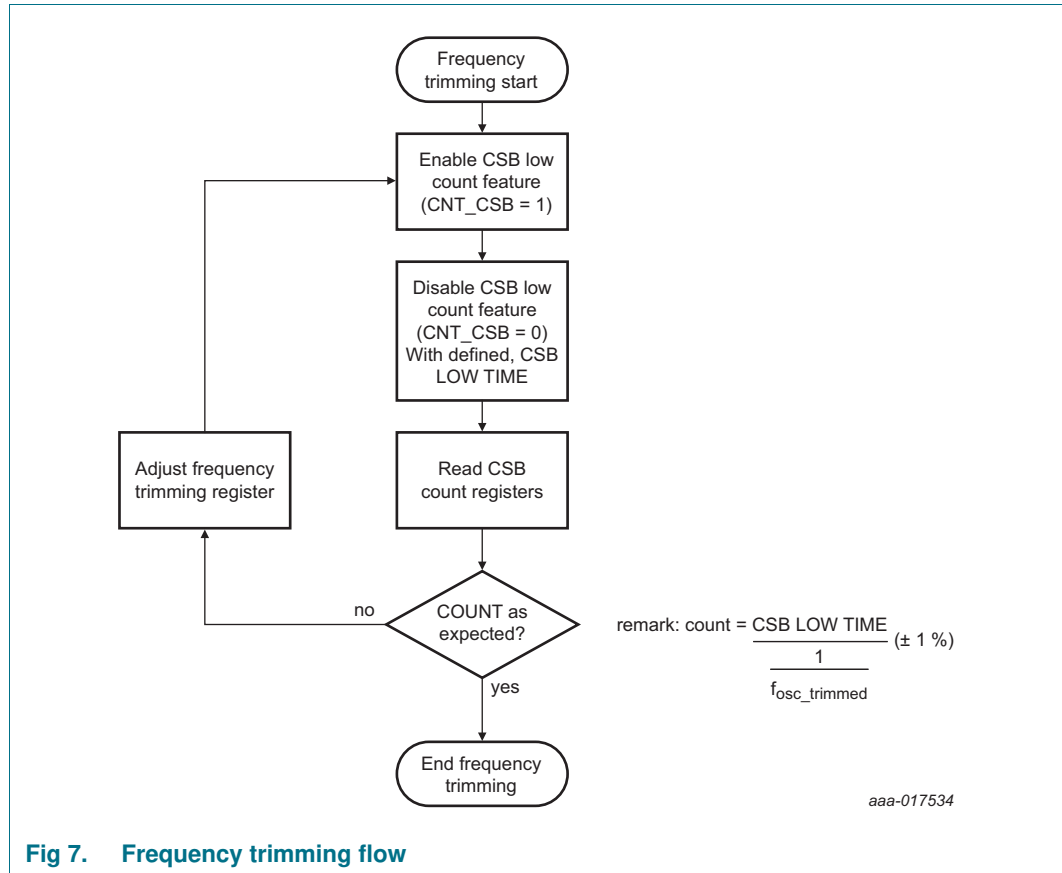 Frequency
trimming start
Enable CSB low
count feature
(CNT_CSB = 1)
Disable CSB low
count feature
(CNT_CSB = 0)
With defined, CSB
LOW TIME
Adjust frequency
trimming register
Read CSB
count registers
no
COUNT as
expected?
remark: count = CSB LOW TIME (± 1 %)
1
fosc_trimmed
yes
End frequency
trimming
aaa-017534
Fig 7. Frequency trimming flow